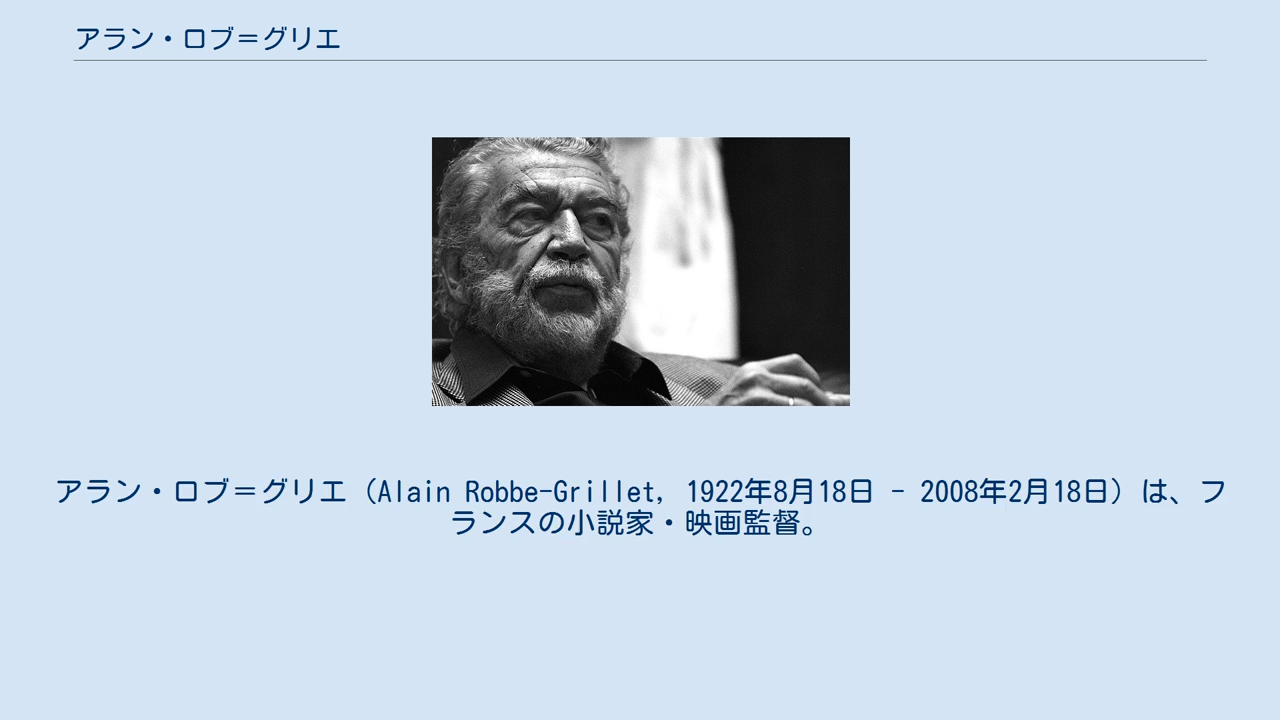 アラン・ロブ＝グリエ
アラン・ロブ＝グリエ（Alain Robbe-Grillet, 1922年8月18日 - 2008年2月18日）は、フ
ランスの小説家・映画監督。